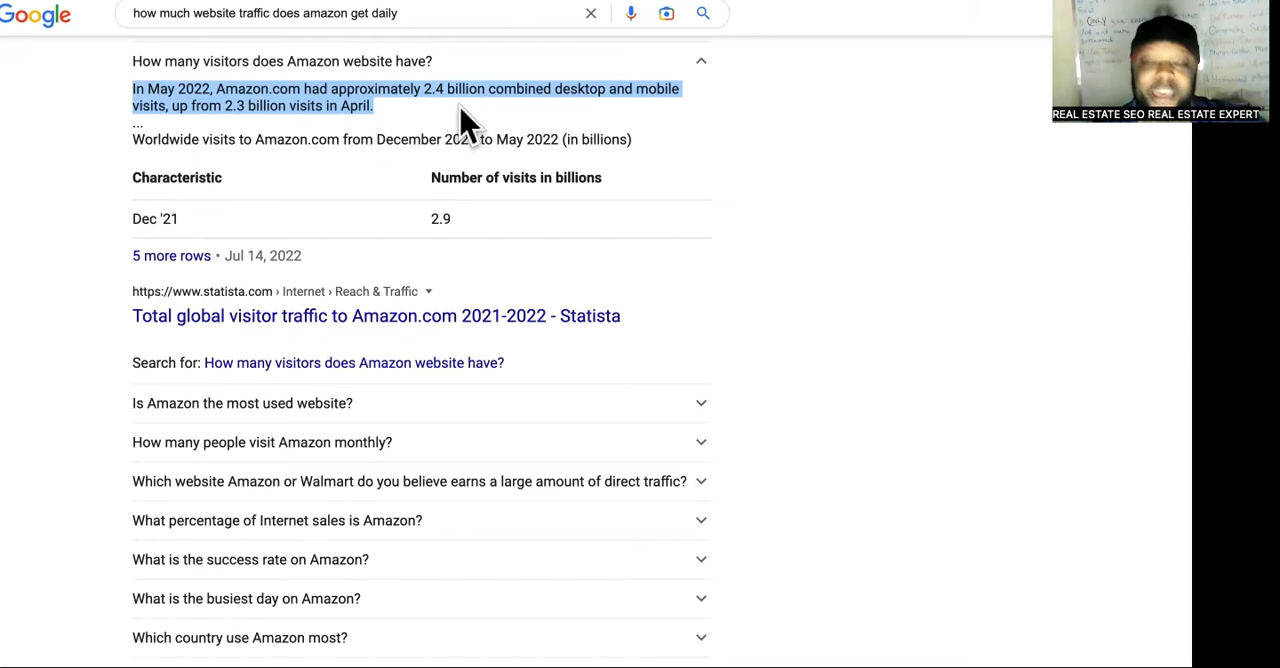 Google
how much website traffic does amazon get daily
How many visitors does Amazon website have?
In May 2022, Amazon.com had approximately 2.4 billion combined desktop and mobile
visits, up from 2.3 billion visits in April.
...
Worldwide visits to Amazon.com from December to May 2022 (in billions)
Characteristic Number of visits in billions
Dec '21 2.9
5 more rows • Jul 14, 2022
https://www.statista.com › Internet › Reach & Traffic
Total global visitor traffic to Amazon.com 2021-2022 - Statista
Search for: How many visitors does Amazon website have?
Is Amazon the most used website?
How many people visit Amazon monthly?
Which website Amazon or Walmart do you believe earns a large amount of direct traffic?
What percentage of Internet sales is Amazon?
What is the success rate on Amazon?
What is the busiest day on Amazon?
Which country use Amazon most?
REAL ESTATE SEO REAL ESTATE EXPERT